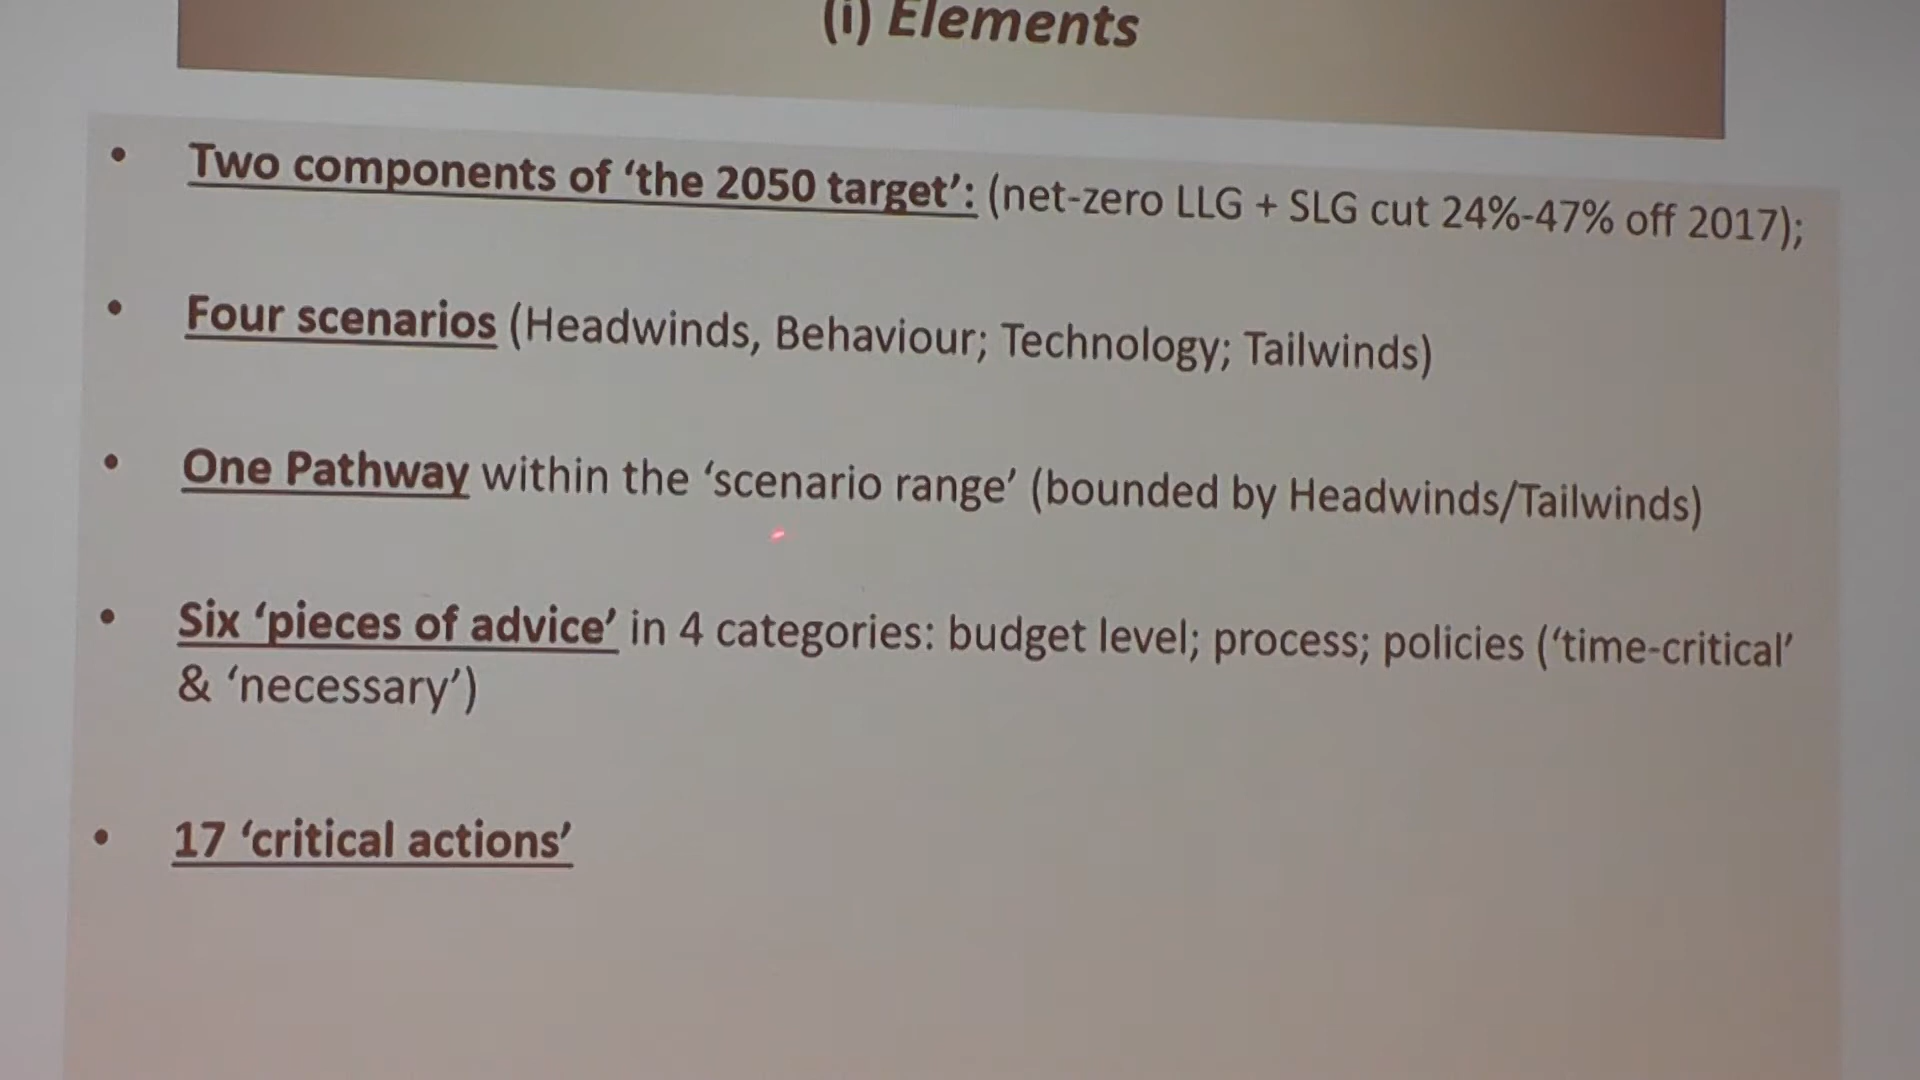 (i) Elements
• Two components of ‘the 2050 target’: (net-zero LLG + SLG cut 24%-47% off 2017);
• Four scenarios (Headwinds, Behaviour; Technology; Tailwinds)
• One Pathway within the ‘scenario range’ (bounded by Headwinds/Tailwinds)
• Six ‘pieces of advice’ in 4 categories: budget level; process; policies (‘time-critical’
& ‘necessary’)
• 17 ‘critical actions’